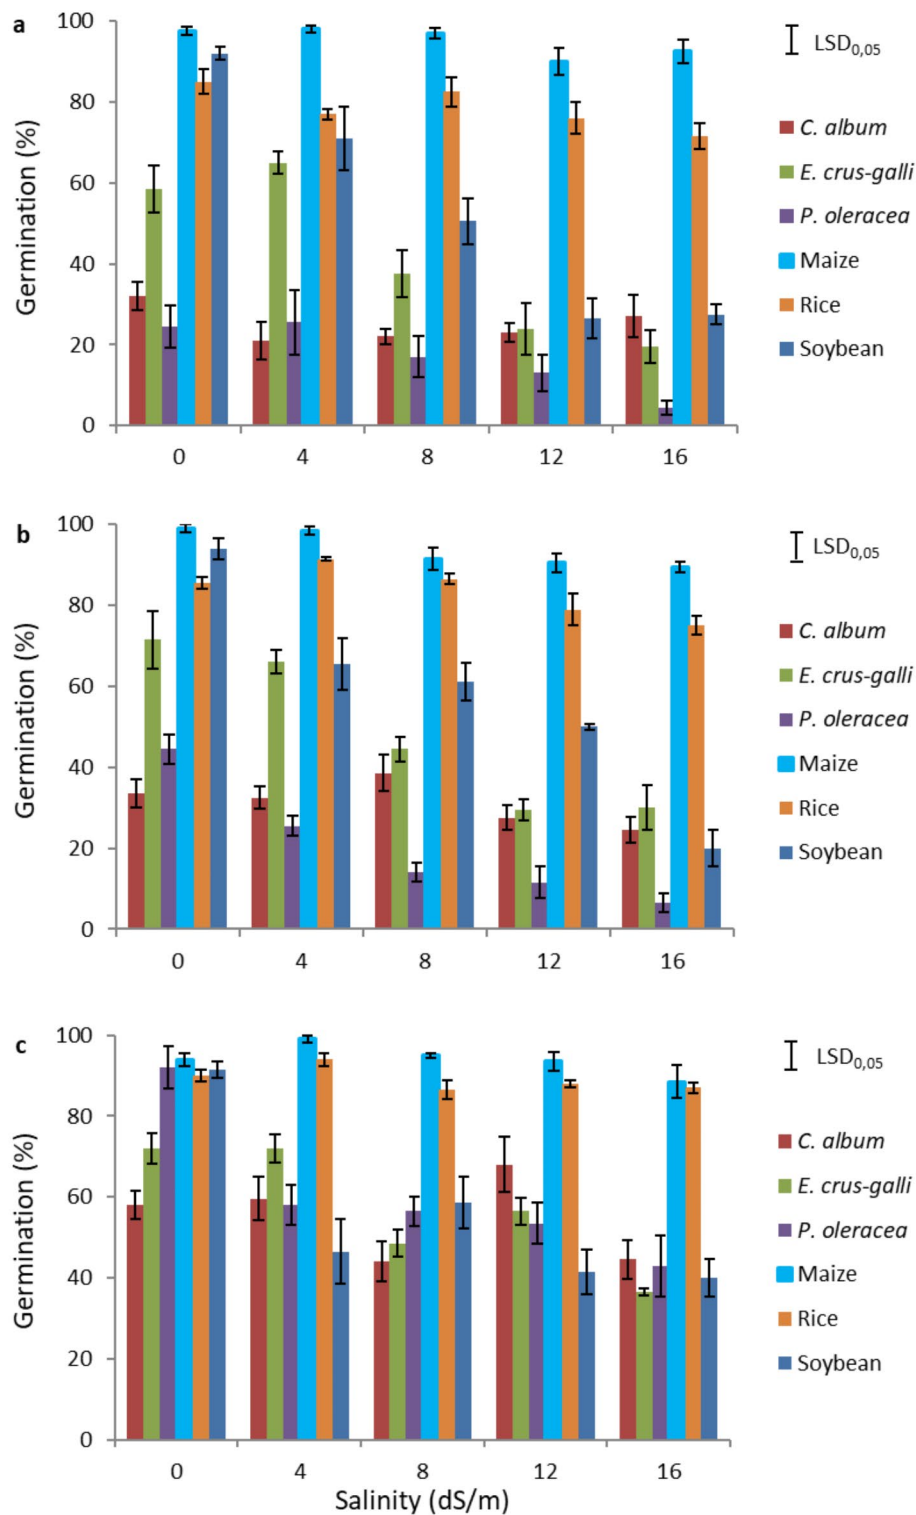 a
Germination (%)
100
80
60
40
20
0
0 4 8 12 16
LSD0,05
C. album
E. crus-galli
P. oleracea
Maize
Rice
Soybean
b
Germination (%)
100
80
60
40
20
0
0 4 8 12 16
LSD0,05
C. album
E. crus-galli
P. oleracea
Maize
Rice
Soybean
c
Germination (%)
100
80
60
40
20
0
0 4 8 12 16
Salinity (dS/m)
LSD0,05
C. album
E. crus-galli
P. oleracea
Maize
Rice
Soybean